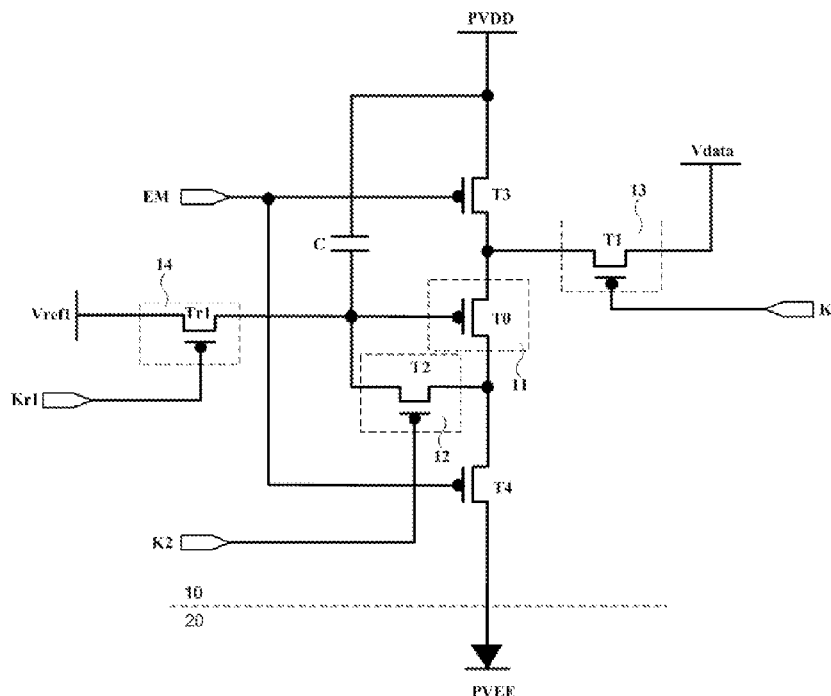 PVDD
Vdata
EM
T3
13
T1
C
14
Tr1
Vref1
T0
K
T2
11
Kr1
12
T4
K2
10
20
PVEE